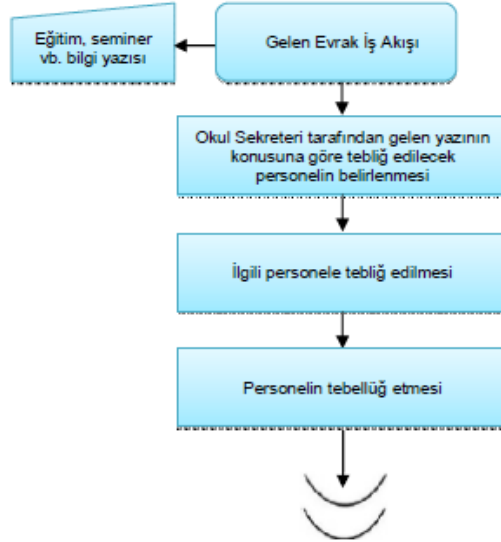 Eğitim, seminer
vb. bilgi yazısı
Gelen Evrak İş Akışı
Okul Sekreteri tarafından gelen yazının
konusuna göre tebliğ edilecek
personelin belirlenmesi
İlgili personele tebliğ edilmesi
Personelin tebellüğ etmesi